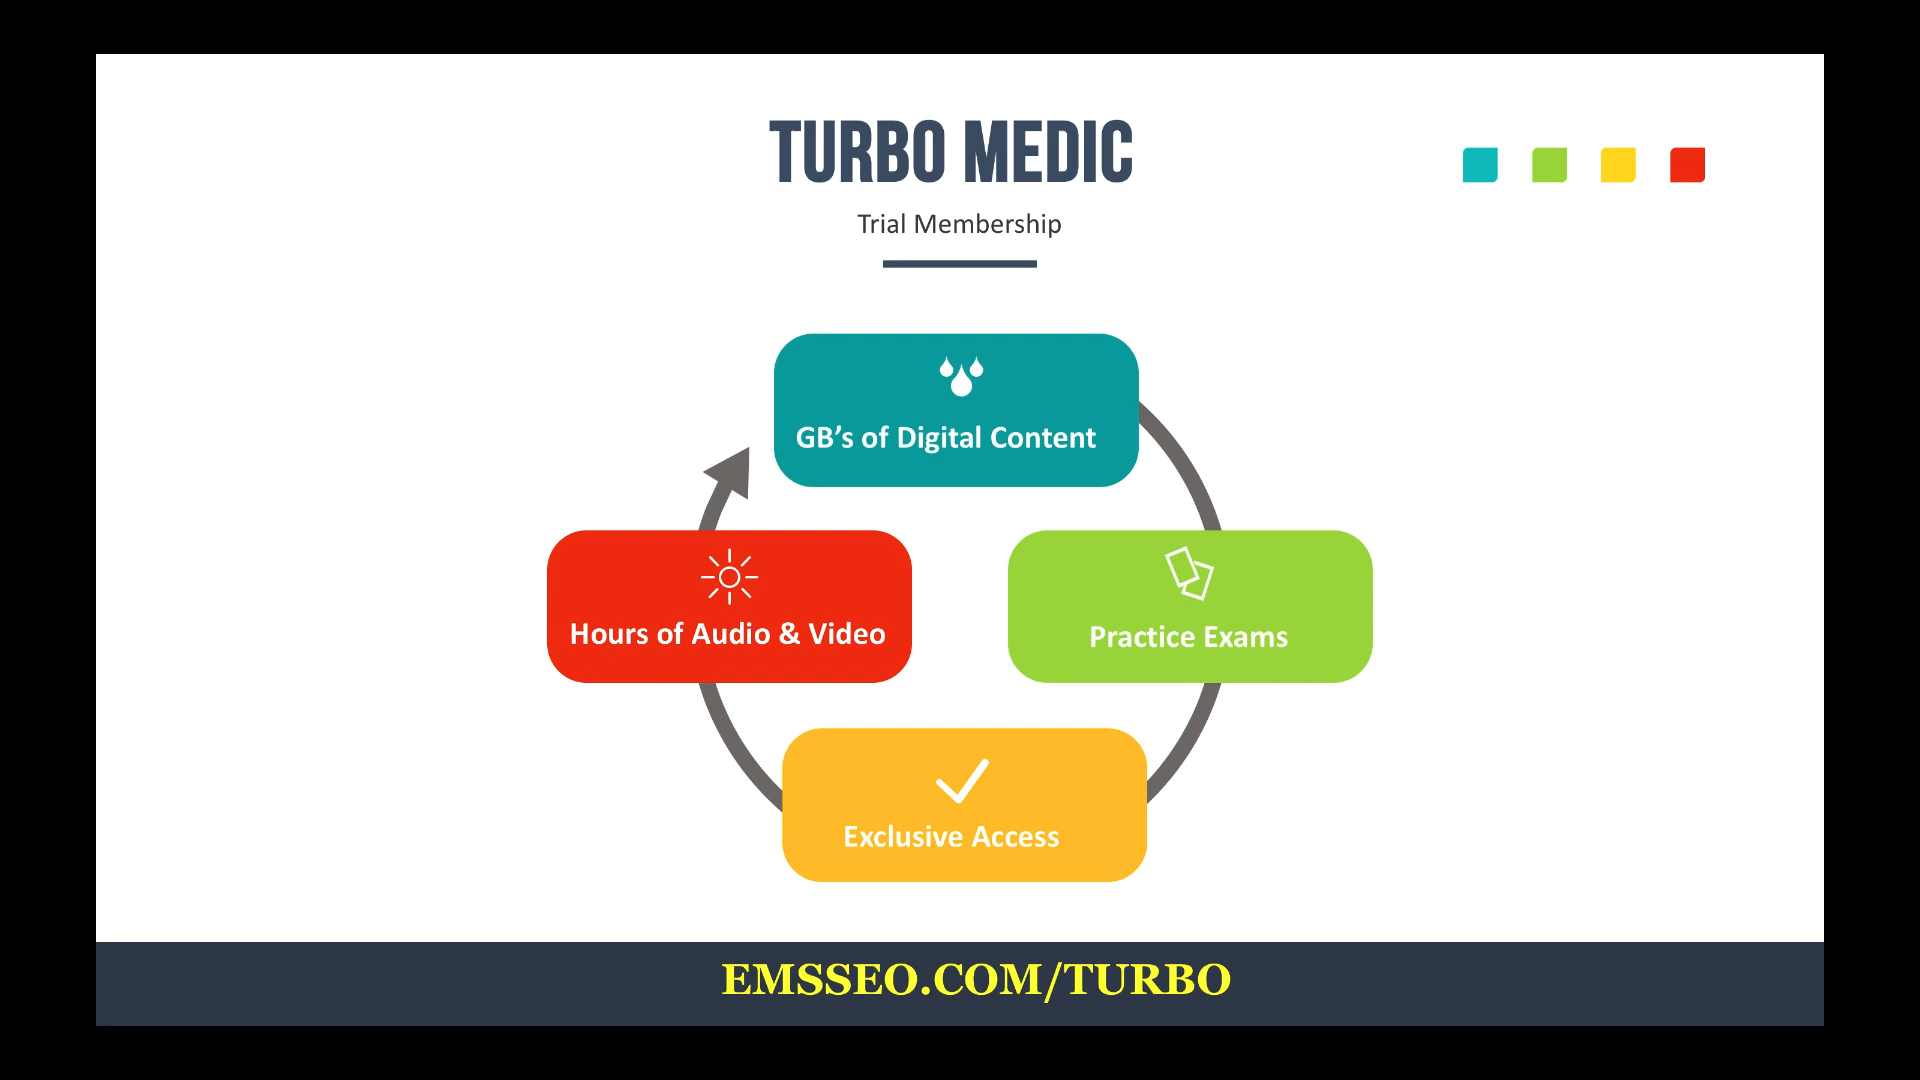 TURBO MEDIC
Trial Membership
GB’s of Digital Content
Hours of Audio & Video
Practice Exams
Exclusive Access
EMSSEO.COM/TURBO